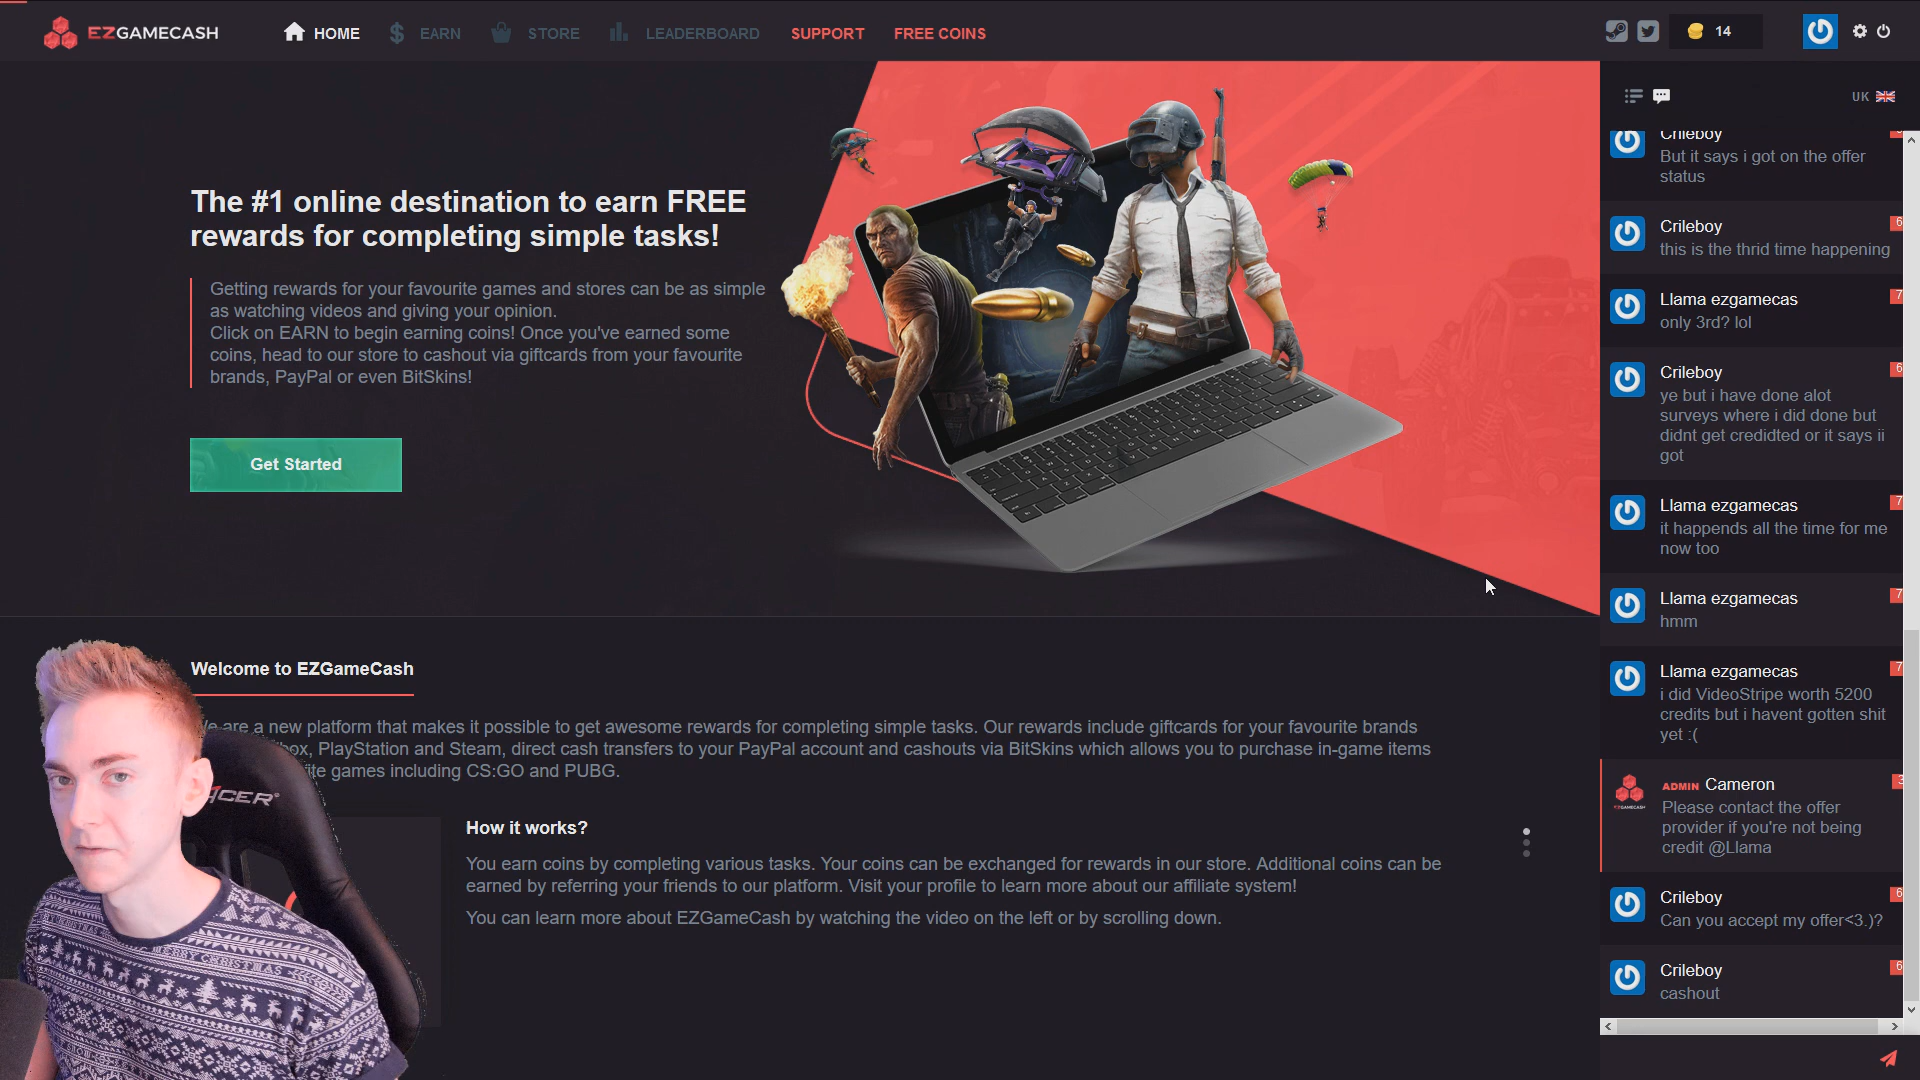 EZGAMECASH
HOME
EARN
STORE
LEADERBOARD
SUPPORT
FREE COINS
14
The #1 online destination to earn FREE
rewards for completing simple tasks!
Getting rewards for your favourite games and stores can be as simple
as watching videos and giving your opinion.
Click on EARN to begin earning coins! Once you've earned some
coins, head to our store to cashout via giftcards from your favourite
brands, PayPal or even BitSkins!
Get Started
Welcome to EZGameCash
are a new platform that makes it possible to get awesome rewards for completing simple tasks. Our rewards include giftcards for your favourite brands
box, PlayStation and Steam, direct cash transfers to your PayPal account and cashouts via BitSkins which allows you to purchase in-game items
ite games including CS:GO and PUBG.
ACER
How it works?
You earn coins by completing various tasks. Your coins can be exchanged for rewards in our store. Additional coins can be
earned by referring your friends to our platform. Visit your profile to learn more about our affiliate system!
You can learn more about EZGameCash by watching the video on the left or by scrolling down.
MERRY CHRISTMAS
UK
Crileboy
But it says i got on the offer
status
Crileboy
6
this is the thrid time happening
Llama ezgamecas
7
only 3rd? lol
Crileboy
6
ye but i have done alot
surveys where i did done but
didnt get credidted or it says ii
got
Llama ezgamecas
7
it happends all the time for me
now too
Llama ezgamecas
7
hmm
Llama ezgamecas
7
i did VideoStripe worth 5200
credits but i havent gotten shit
yet :(
ADMIN Cameron
3
EZGAMECASH
Please contact the offer
provider if you're not being
credit @Llama
Crileboy
6
Can you accept my offer<3.)?
Crileboy
6
cashout